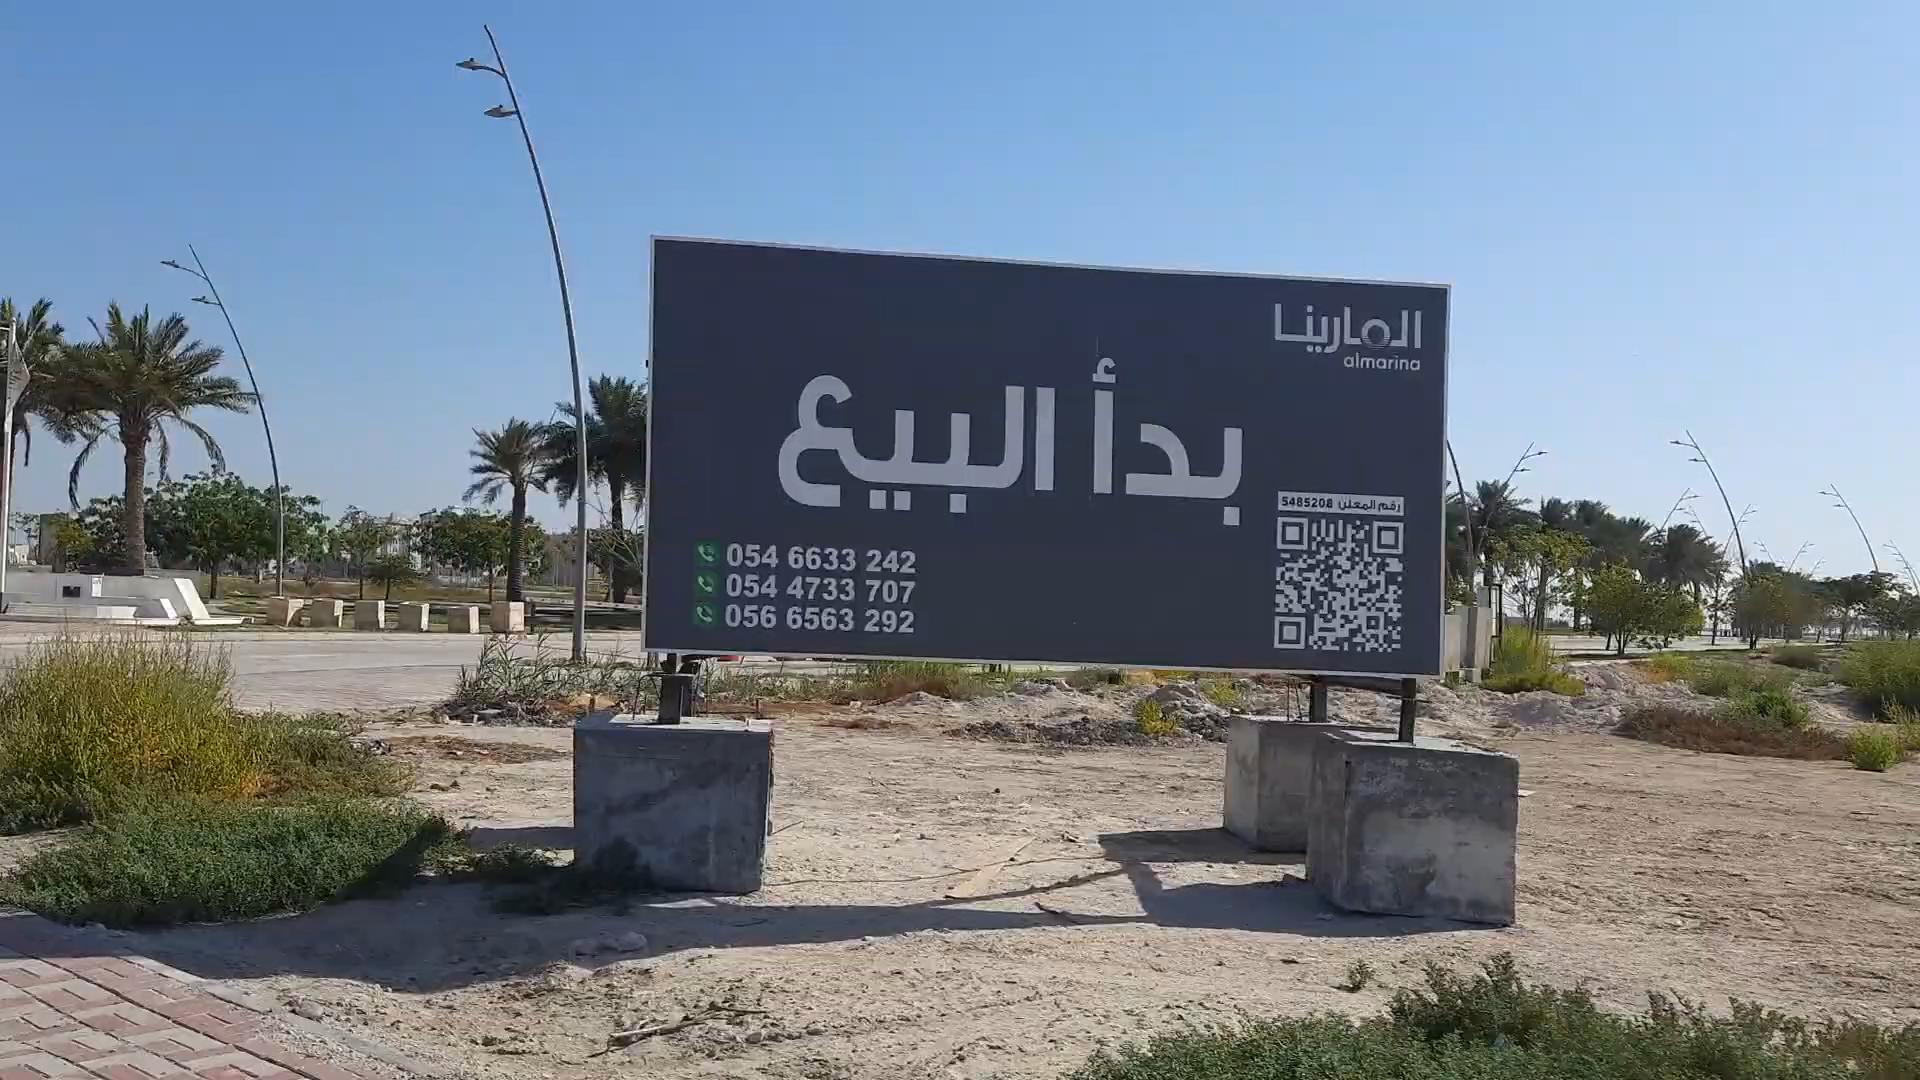 المارينا
almarina
بدأ البيع
رقم المعلن 5485208
054 6633 242
054 4733 707
056 6563 292